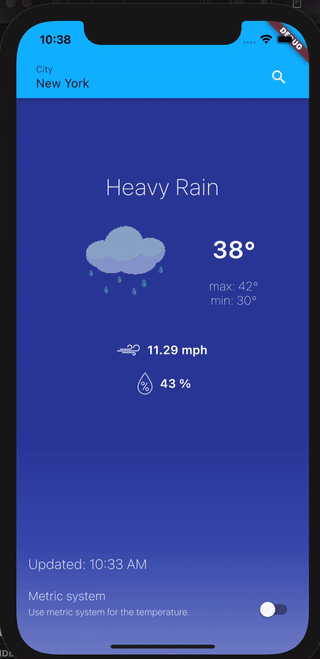 10:38
DEBUG
City
New York
Heavy Rain
38°
max: 42°
min: 30°
11.29 mph
%
43 %
Updated: 10:33 AM
Metric system
Use metric system for the temperature.